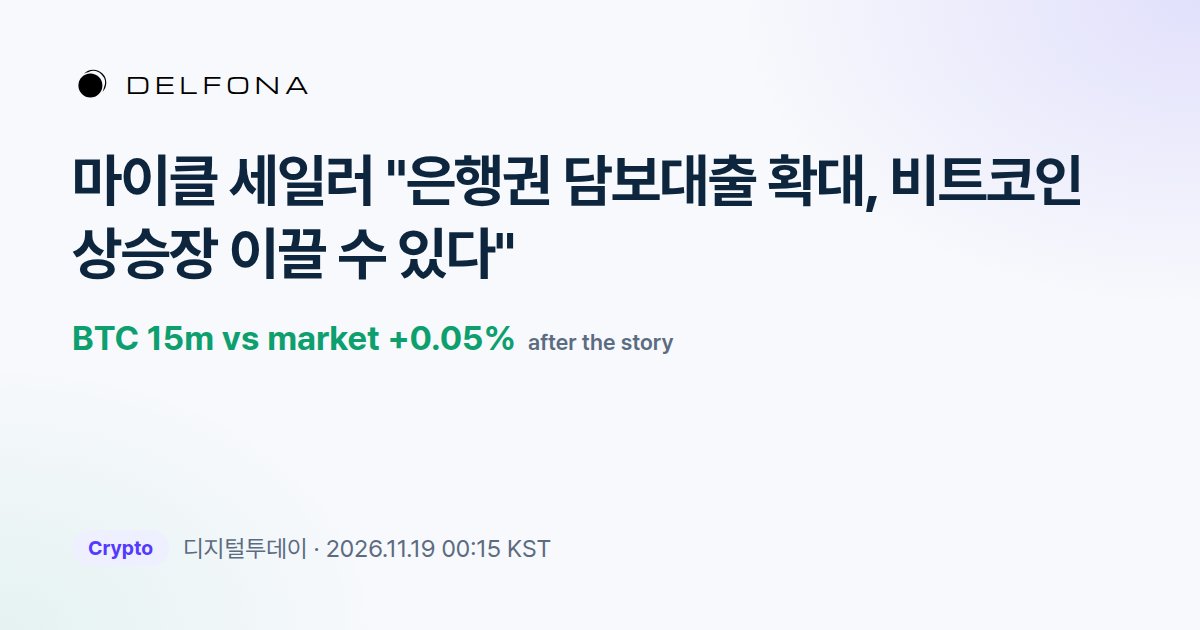 DELFONA
마이클 세일러 "은행권 담보대출 확대, 비트코인
상승장 이끌 수 있다"
BTC 15m vs market +0.05% after the story
Crypto 디지털투데이 · 2026.11.19 00:15 KST